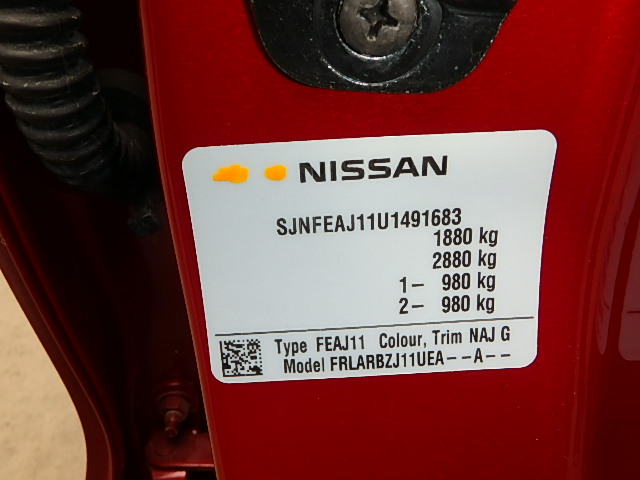 NISSAN
SJNFEAJ11U1491683
1880 kg
2880 kg
1- 980 kg
2- 980 kg
Type FEAJ11 Colour, Trim NAJ G
Model FRLARBZJ11UEA--A--